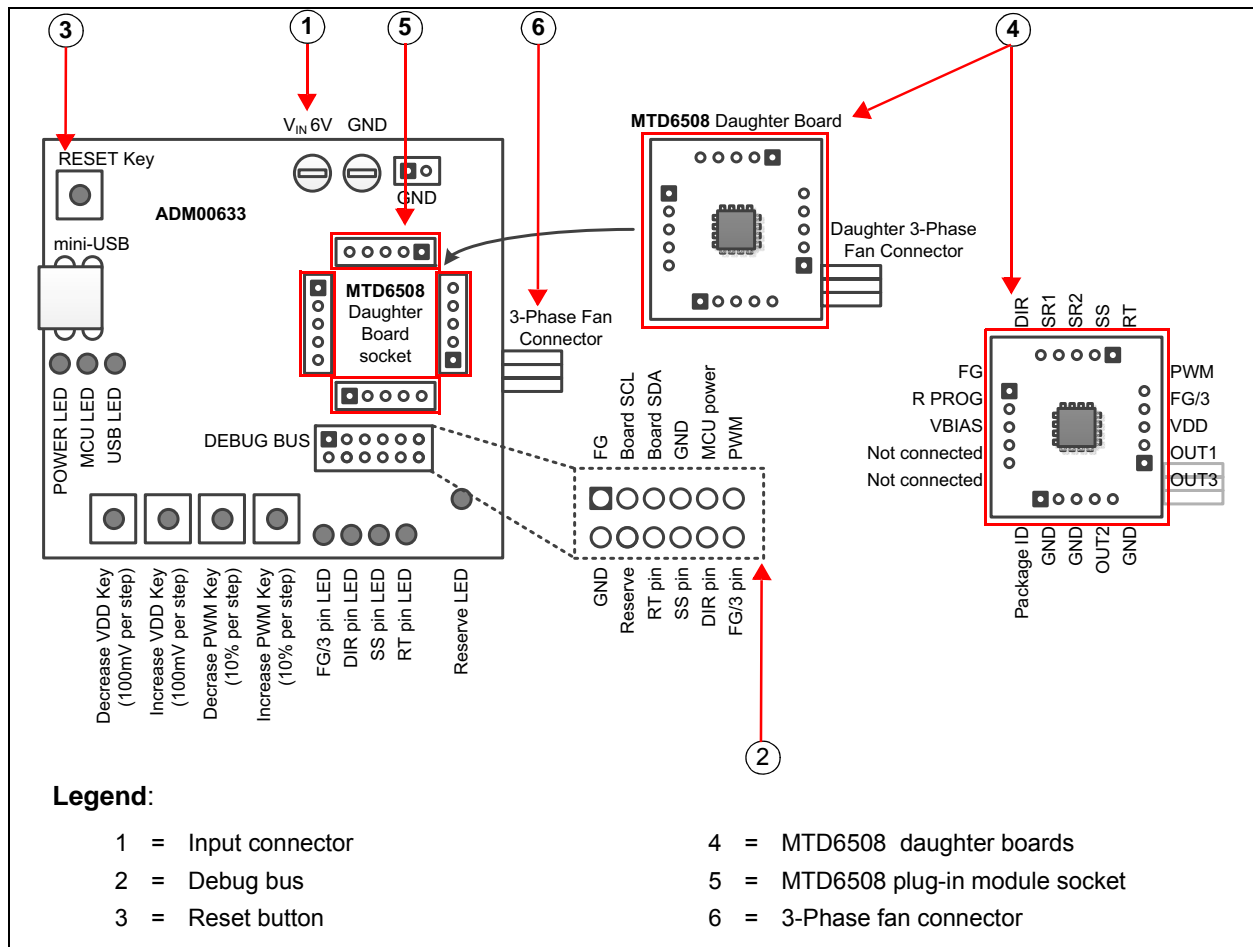 3
1
5
6
4
VIN 6V GND
MTD6508 Daughter Board
RESET Key
GND
ADM00633
mini-USB
Daughter 3-Phase
Fan Connector
MTD6508
Daughter
Board
socket
3-Phase Fan
Connector
DIR
SR1
SR2
SS
RT
FG
R PROG
VBIAS
Not connected
Not connected
PWM
FG/3
VDD
OUT1
OUT3
Package ID
GND
GND
OUT2
GND
POWER LED
MCU LED
USB LED
DEBUG BUS
FG
Board SCL
Board SDA
GND
MCU power
PWM
GND
Reserve
RT pin
SS pin
DIR pin
FG/3 pin
Decrease VDD Key
(100mV per step)
Increase VDD Key
(100mV per step)
Decrase PWM Key
(10% per step)
Increase PWM Key
(10% per step)
FG/3 pin LED
DIR pin LED
SS pin LED
RT pin LED
Reserve LED
2
Legend:
1 = Input connector
2 = Debug bus
3 = Reset button
4 = MTD6508 daughter boards
5 = MTD6508 plug-in module socket
6 = 3-Phase fan connector